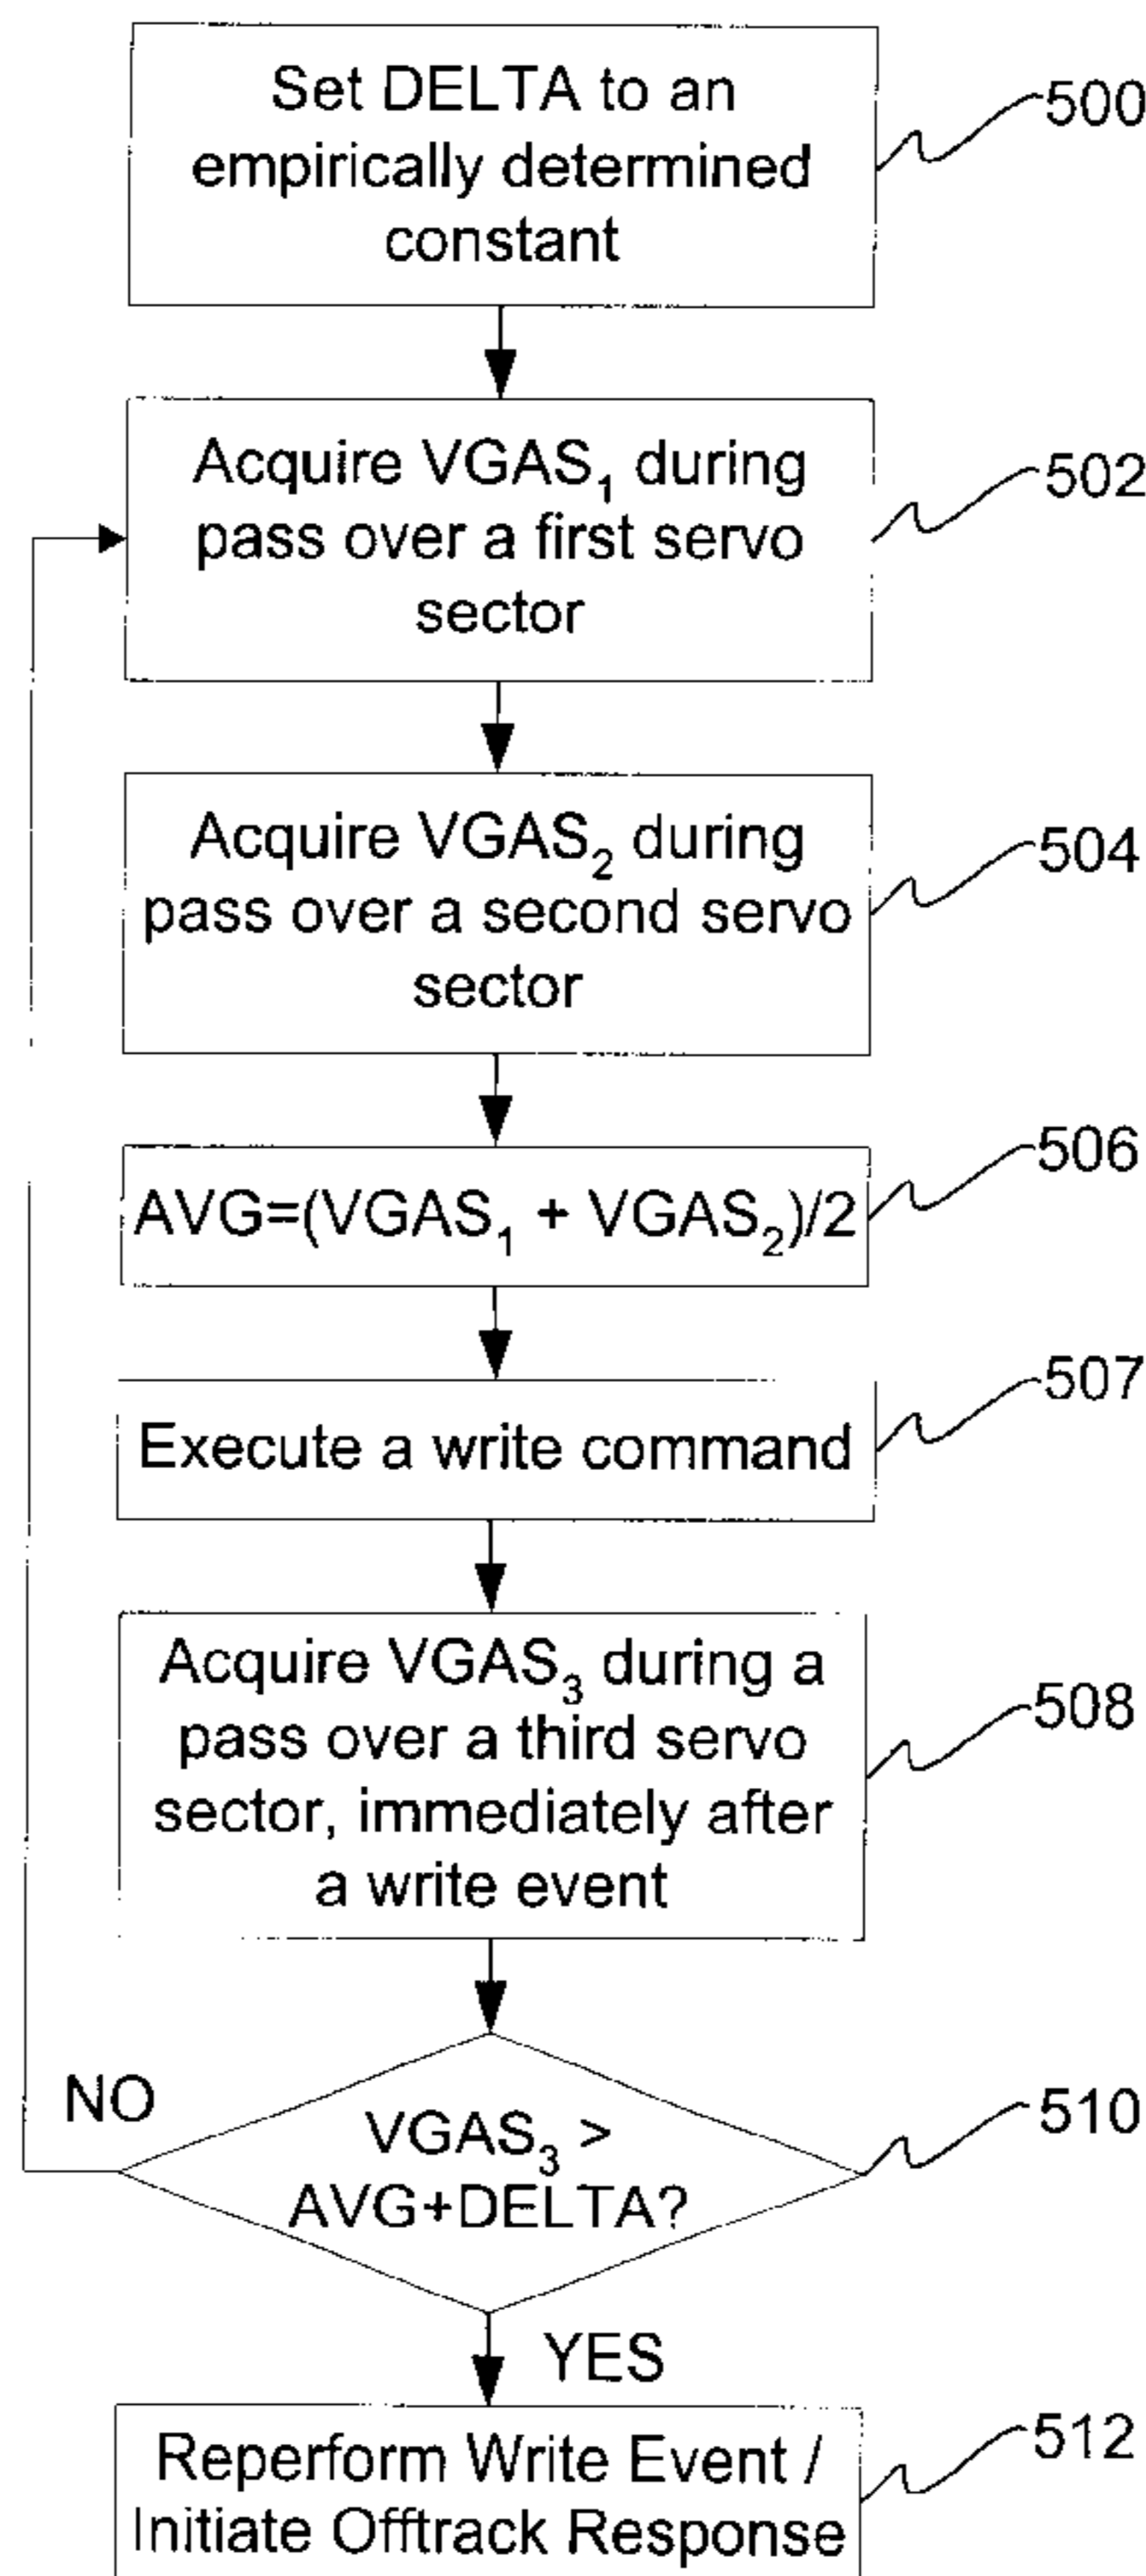 Set DELTA to an
empirically determined
constant
500
Acquire VGAS₁ during
pass over a first servo
sector
502
Acquire VGAS₂ during
pass over a second servo
sector
504
AVG=(VGAS₁ + VGAS₂)/2
506
Execute a write command
507
Acquire VGAS₃ during a
pass over a third servo
sector, immediately after
a write event
508
NO
VGAS₃ >
AVG+DELTA?
510
YES
Reperform Write Event /
Initiate Offtrack Response
512